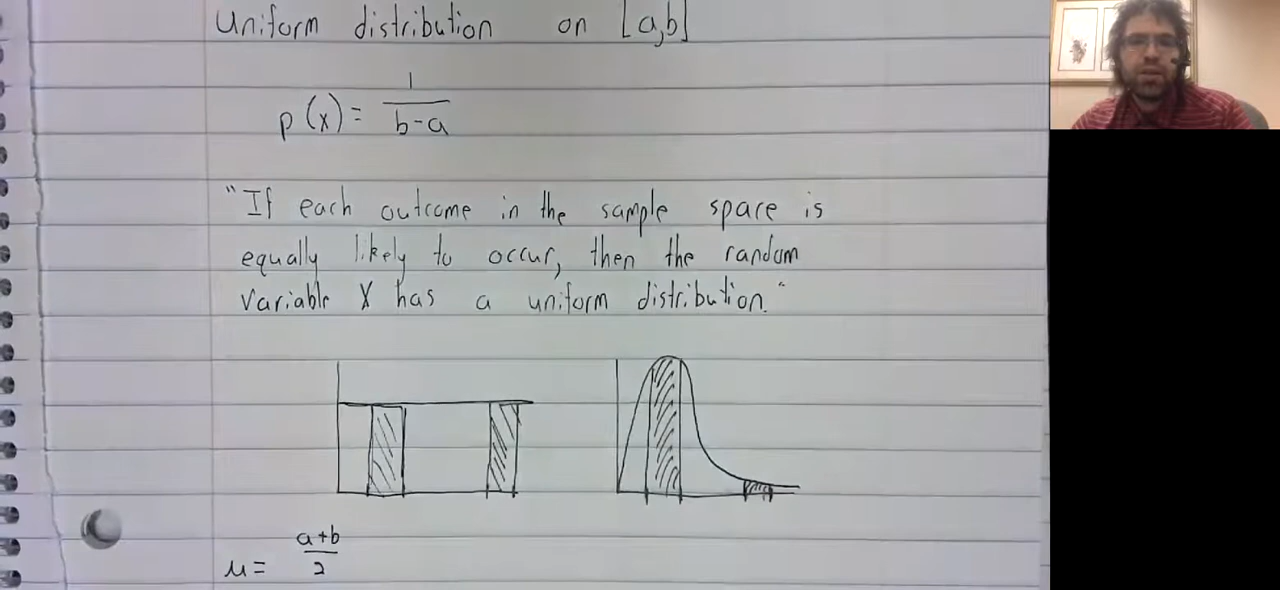 Uniform distribution on [a,b]
p(x) = 1/(b-a)
"If each outcome in the sample space is
equally likely to occur, then the random
variable X has a uniform distribution."
μ = (a+b)/2